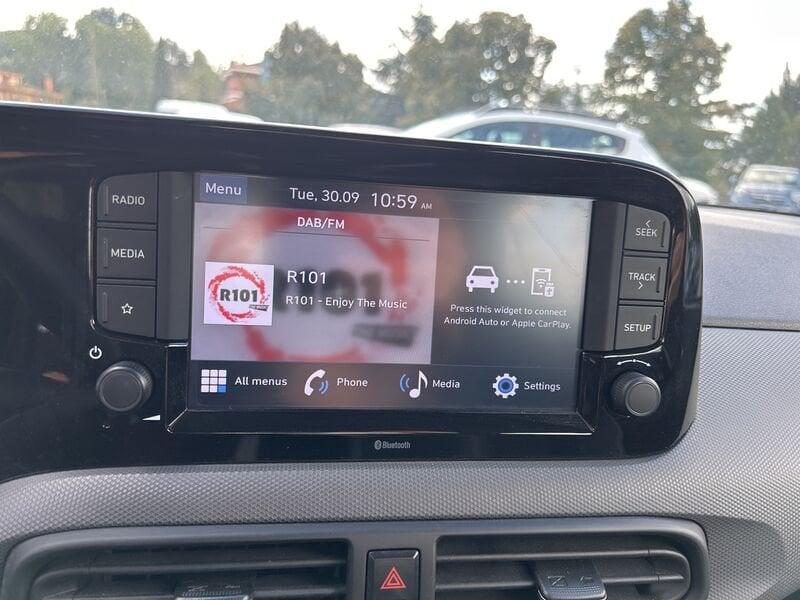 RADIO
MEDIA
Menu
Tue, 30.09 10:59 AM
DAB/FM
R101
R101
R101 - Enjoy The Music
Press this widget to connect
Android Auto or Apple CarPlay.
All menus
Phone
Media
Settings
SEEK
TRACK
SETUP
Bluetooth